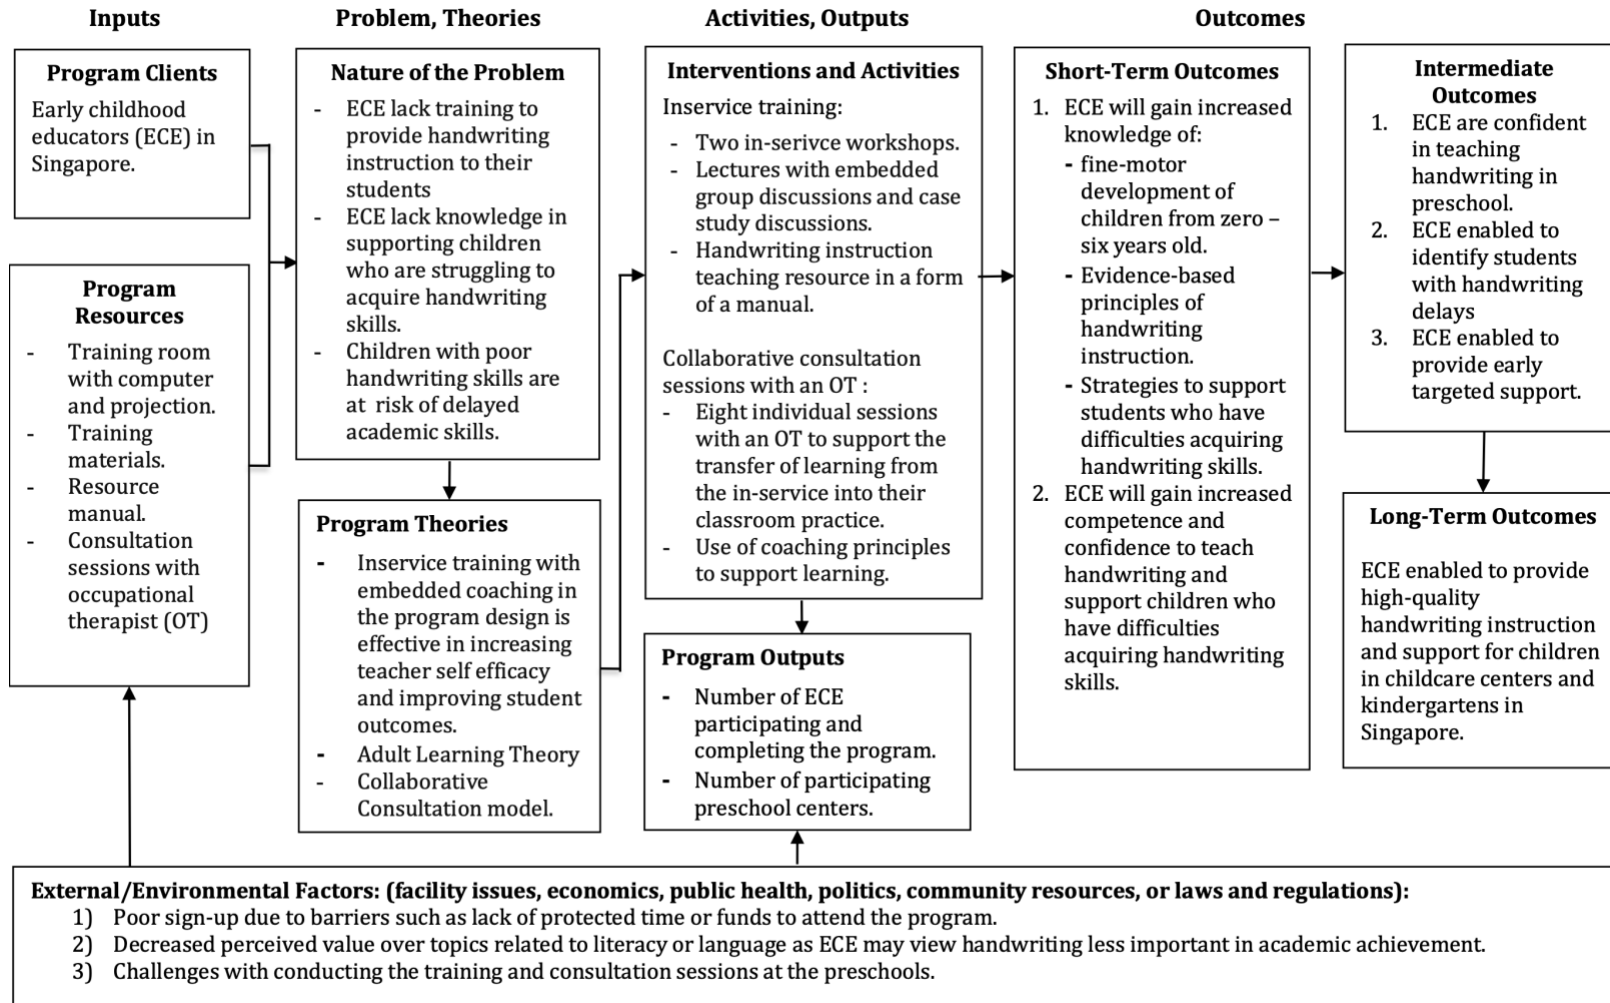 Inputs
Problem, Theories
Activities, Outputs
Outcomes
Program Clients
Early childhood
educators (ECE) in
Singapore.
Program
Resources
- Training room
with computer
and projection.
- Training
materials.
- Resource
manual.
- Consultation
sessions with
occupational
therapist (OT)
Nature of the Problem
- ECE lack training to
provide handwriting
instruction to their
students
- ECE lack knowledge in
supporting children
who are struggling to
acquire handwriting
skills.
- Children with poor
handwriting skills are
at risk of delayed
academic skills.
Program Theories
- Inservice training with
embedded coaching in
the program design is
effective in increasing
teacher self efficacy
and improving student
outcomes.
- Adult Learning Theory
- Collaborative
Consultation model.
Interventions and Activities
Inservice training:
- Two in-serivce workshops.
- Lectures with embedded
group discussions and case
study discussions.
- Handwriting instruction
teaching resource in a form
of a manual.
Collaborative consultation
sessions with an OT :
- Eight individual sessions
with an OT to support the
transfer of learning from
the in-service into their
classroom practice.
- Use of coaching principles
to support learning.
Program Outputs
- Number of ECE
participating and
completing the program.
- Number of participating
preschool centers.
Short-Term Outcomes
1. ECE will gain increased
knowledge of:
- fine-motor
development of
children from zero –
six years old.
- Evidence-based
principles of
handwriting
instruction.
- Strategies to support
students who have
difficulties acquiring
handwriting skills.
2. ECE will gain increased
competence and
confidence to teach
handwriting and
support children who
have difficulties
acquiring handwriting
skills.
Intermediate
Outcomes
1. ECE are confident
in teaching
handwriting in
preschool.
2. ECE enabled to
identify students
with handwriting
delays
3. ECE enabled to
provide early
targeted support.
Long-Term Outcomes
ECE enabled to provide
high-quality
handwriting instruction
and support for children
in childcare centers and
kindergartens in
Singapore.
External/Environmental Factors: (facility issues, economics, public health, politics, community resources, or laws and regulations):
1) Poor sign-up due to barriers such as lack of protected time or funds to attend the program.
2) Decreased perceived value over topics related to literacy or language as ECE may view handwriting less important in academic achievement.
3) Challenges with conducting the training and consultation sessions at the preschools.